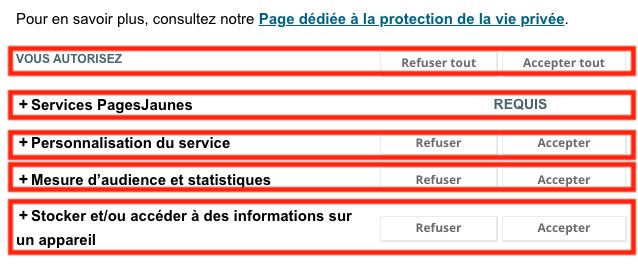 Pour en savoir plus, consultez notre Page dédiée à la protection de la vie privée.
VOUS AUTORISEZ Refuser tout Accepter tout
+ Services PagesJaunes REQUIS
+ Personnalisation du service Refuser Accepter
+ Mesure d’audience et statistiques Refuser Accepter
+ Stocker et/ou accéder à des informations sur
un appareil Refuser Accepter